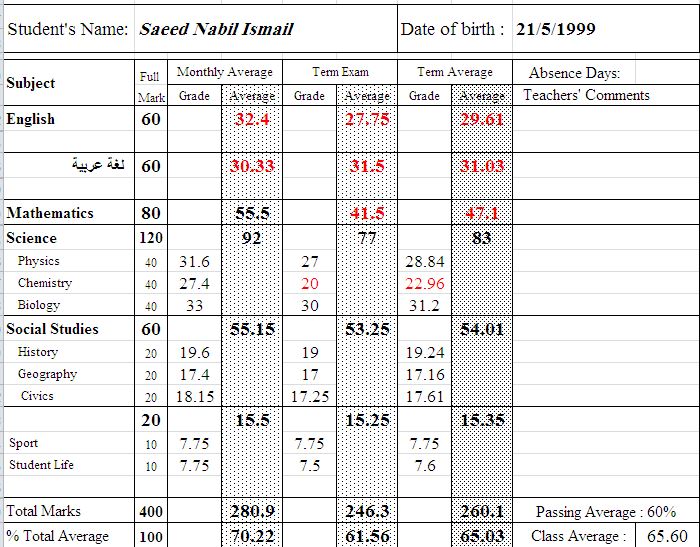 Student's Name: Saeed Nabil Ismail Date of birth : 21/5/1999
Subject Full Mark Monthly Average Term Exam Term Average Absence Days:
Grade Average Grade Average Grade Average Teachers' Comments
English 60 32.4 27.75 29.61
لغة عربية 60 30.33 31.5 31.03
Mathematics 80 55.5 41.5 47.1
Science 120 92 77 83
Physics 40 31.6 27 28.84
Chemistry 40 27.4 20 22.96
Biology 40 33 30 31.2
Social Studies 60 55.15 53.25 54.01
History 20 19.6 19 19.24
Geography 20 17.4 17 17.16
Civics 20 18.15 17.25 17.61
20 15.5 15.25 15.35
Sport 10 7.75 7.75 7.75
Student Life 10 7.75 7.5 7.6
Total Marks 400 280.9 246.3 260.1 Passing Average : 60%
% Total Average 100 70.22 61.56 65.03 Class Average : 65.60